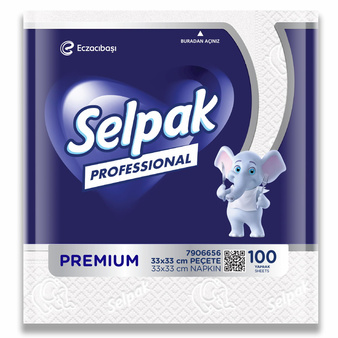 Eczacıbaşı
BURADAN AÇINIZ
Selpak
PROFESSIONAL
PREMIUM
7906656
33x33 cm PEÇETE
33x33 cm NAPKIN
100
YAPRAK
SHEETS
Selpak